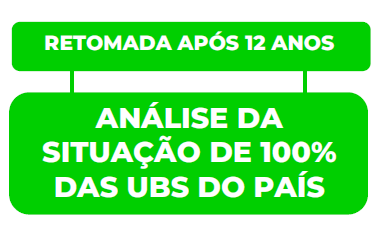 RETOMADA APÓS 12 ANOS
ANÁLISE DA
SITUAÇÃO DE 100%
DAS UBS DO PAÍS